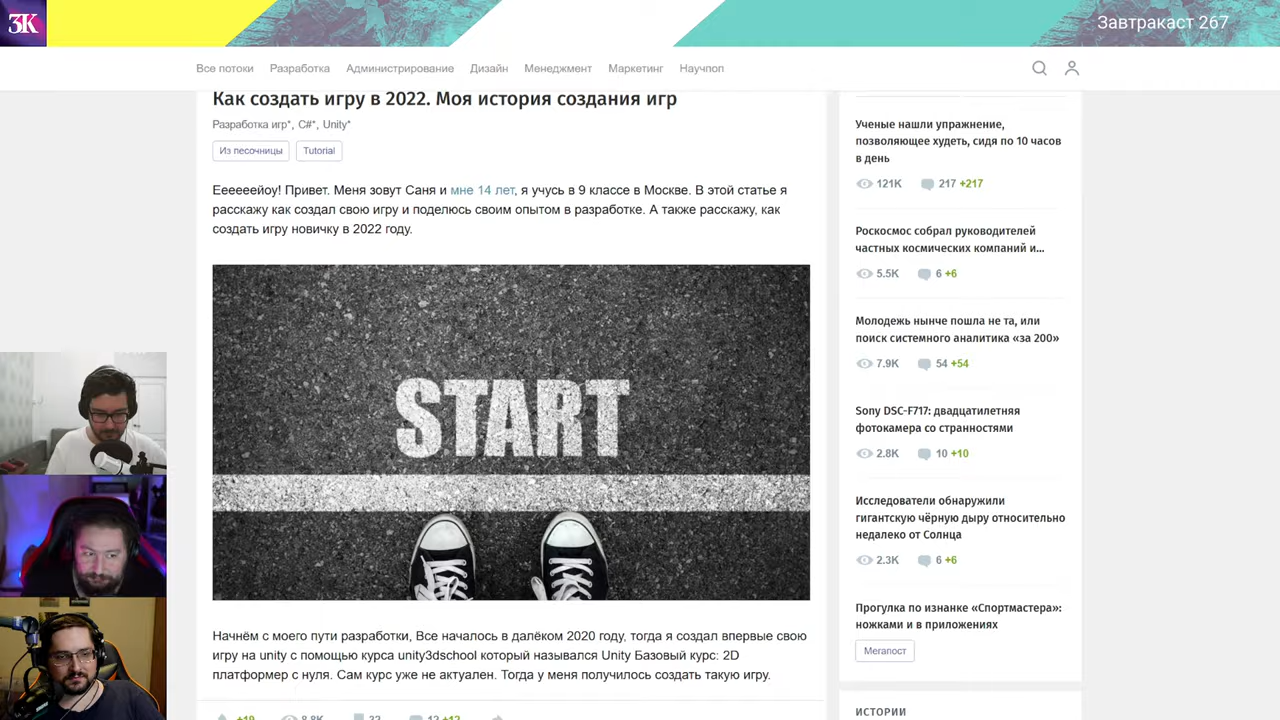 ЗК
Завтракаст 267
Все потоки Разработка Администрирование Дизайн Менеджмент Маркетинг Научпоп
Как создать игру в 2022. Моя история создания игр
Разработка игр*, C#*, Unity*
Из песочницы Tutorial
Еееееейоу! Привет. Меня зовут Саня и мне 14 лет, я учусь в 9 классе в Москве. В этой статье я
расскажу как создал свою игру и поделюсь своим опытом в разработке. А также расскажу, как
создать игру новичку в 2022 году.
START
Начнём с моего пути разработки, Все началось в далёком 2020 году, тогда я создал впервые свою
игру на unity с помощью курса unity3dschool который назывался Unity Базовый курс: 2D
платформер с нуля. Сам курс уже не актуален. Тогда у меня получилось создать такую игру.
+19 8.8K 32 12 +12
Ученые нашли упражнение,
позволяющее худеть, сидя по 10 часов
в день
121K 217 +217
Роскосмос собрал руководителей
частных космических компаний и...
5.5K 6 +6
Молодежь нынче пошла не та, или
поиск системного аналитика «за 200»
7.9K 54 +54
Sony DSC-F717: двадцатилетняя
фотокамера со странностями
2.8K 10 +10
Исследователи обнаружили
гигантскую чёрную дыру относительно
недалеко от Солнца
2.3K 6 +6
Прогулка по изнанке «Спортмастера»:
ножками и в приложениях
Мегапост
ИСТОРИИ